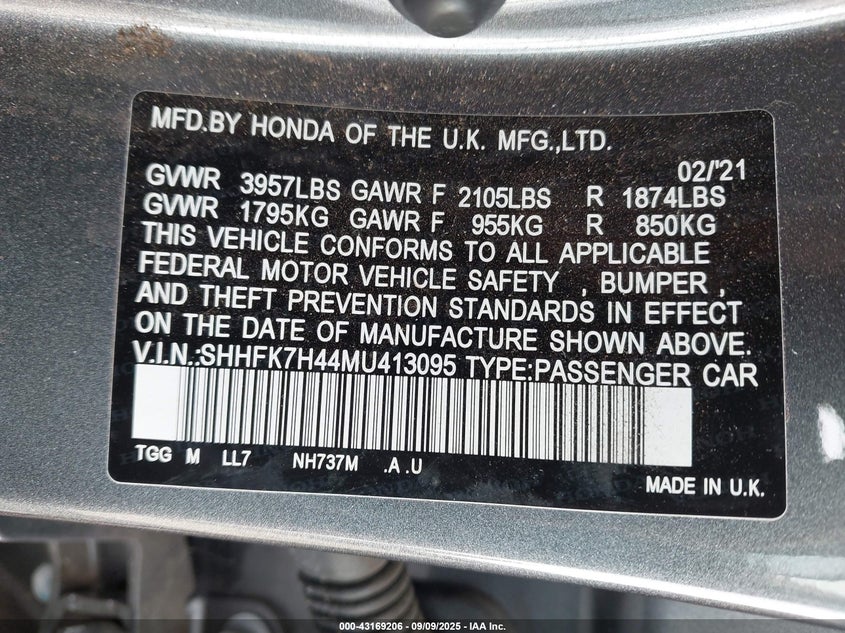 MFD.BY HONDA OF THE U.K. MFG.,LTD.
02/'21
GVWR 3957LBS GAWR F 2105LBS R 1874LBS
GVWR 1795KG GAWR F 955KG R 850KG
THIS VEHICLE CONFORMS TO ALL APPLICABLE
FEDERAL MOTOR VEHICLE SAFETY , BUMPER ,
AND THEFT PREVENTION STANDARDS IN EFFECT
ON THE DATE OF MANUFACTURE SHOWN ABOVE.
V.I.N.:SHHFK7H44MU413095 TYPE:PASSENGER CAR
TGG M LL7 NH737M .A .U
MADE IN U.K.
000-43169206 - 09/09/2025 - IAA Inc.